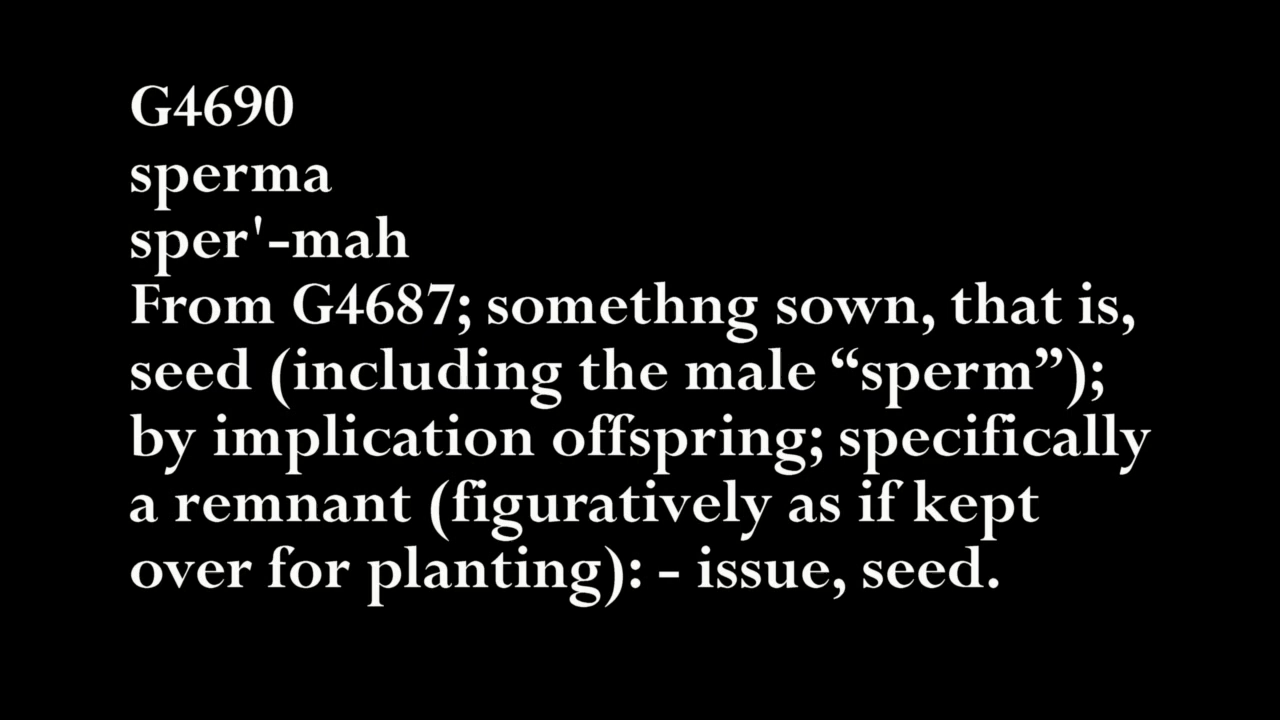 G4690
sperma
sper'-mah
From G4687; somethng sown, that is,
seed (including the male “sperm”);
by implication offspring; specifically
a remnant (figuratively as if kept
over for planting): - issue, seed.